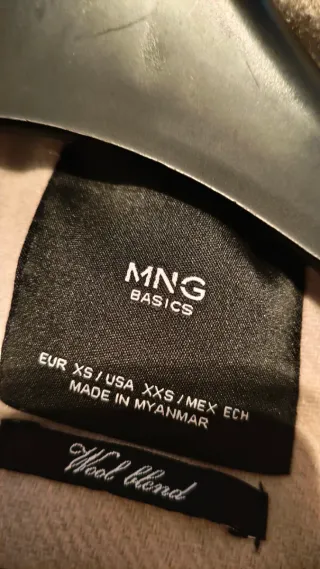 MNG
BASICS
EUR XS / USA XXS / MEX ECH
MADE IN MYANMAR
Wool blend